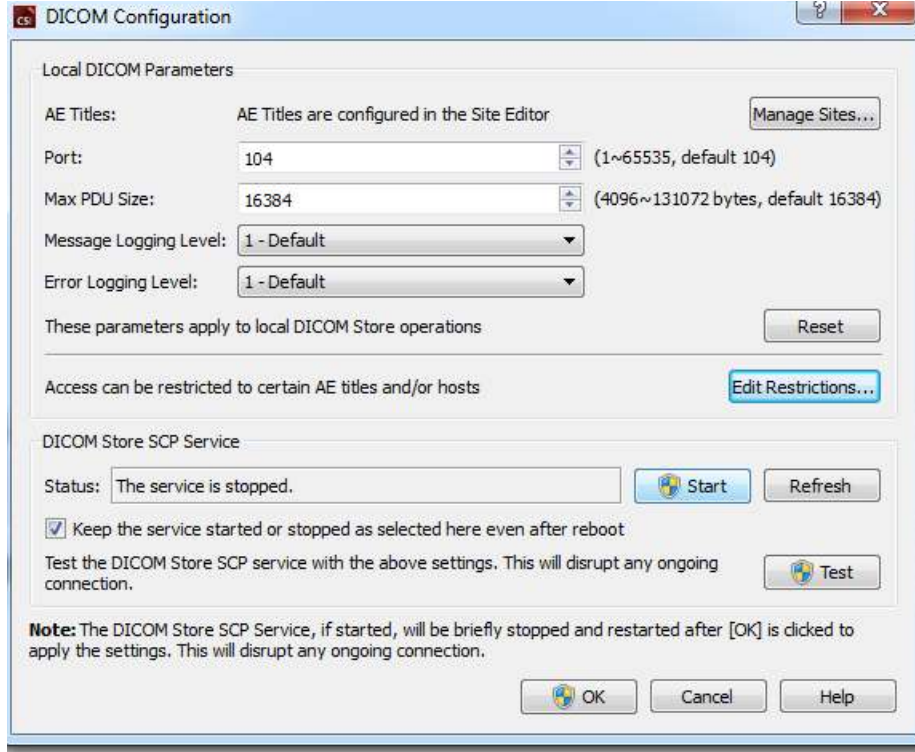 CSI DICOM Configuration
Local DICOM Parameters
AE Titles: AE Titles are configured in the Site Editor Manage Sites...
Port: 104 (1~65535, default 104)
Max PDU Size: 16384 (4096~131072 bytes, default 16384)
Message Logging Level: 1 - Default
Error Logging Level: 1 - Default
These parameters apply to local DICOM Store operations Reset
Access can be restricted to certain AE titles and/or hosts Edit Restrictions...
DICOM Store SCP Service
Status: The service is stopped. Start Refresh
Keep the service started or stopped as selected here even after reboot
Test the DICOM Store SCP service with the above settings. This will disrupt any ongoing
connection. Test
Note: The DICOM Store SCP Service, if started, will be briefly stopped and restarted after [OK] is clicked to
apply the settings. This will disrupt any ongoing connection.
OK Cancel Help